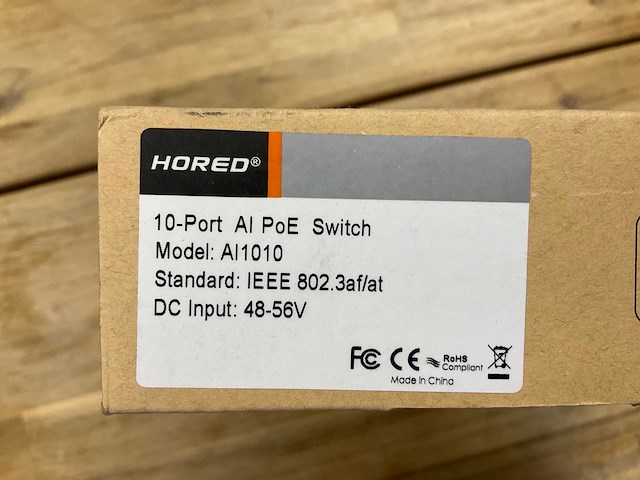 HORED®
10-Port AI PoE Switch
Model: AI1010
Standard: IEEE 802.3af/at
DC Input: 48-56V
FC CE RoHS
Compliant
Made in China